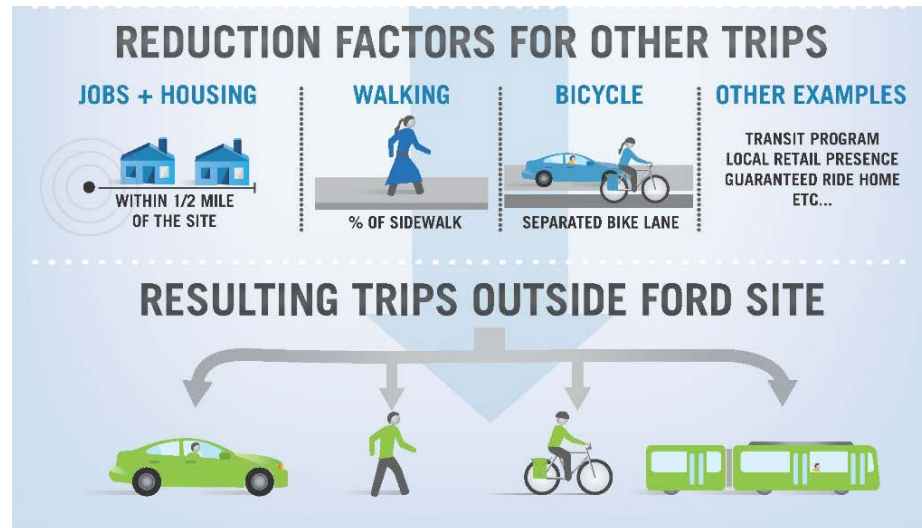 REDUCTION FACTORS FOR OTHER TRIPS
JOBS + HOUSING
WITHIN 1/2 MILE
OF THE SITE
WALKING
% OF SIDEWALK
BICYCLE
SEPARATED BIKE LANE
OTHER EXAMPLES
TRANSIT PROGRAM
LOCAL RETAIL PRESENCE
GUARANTEED RIDE HOME
ETC...
RESULTING TRIPS OUTSIDE FORD SITE